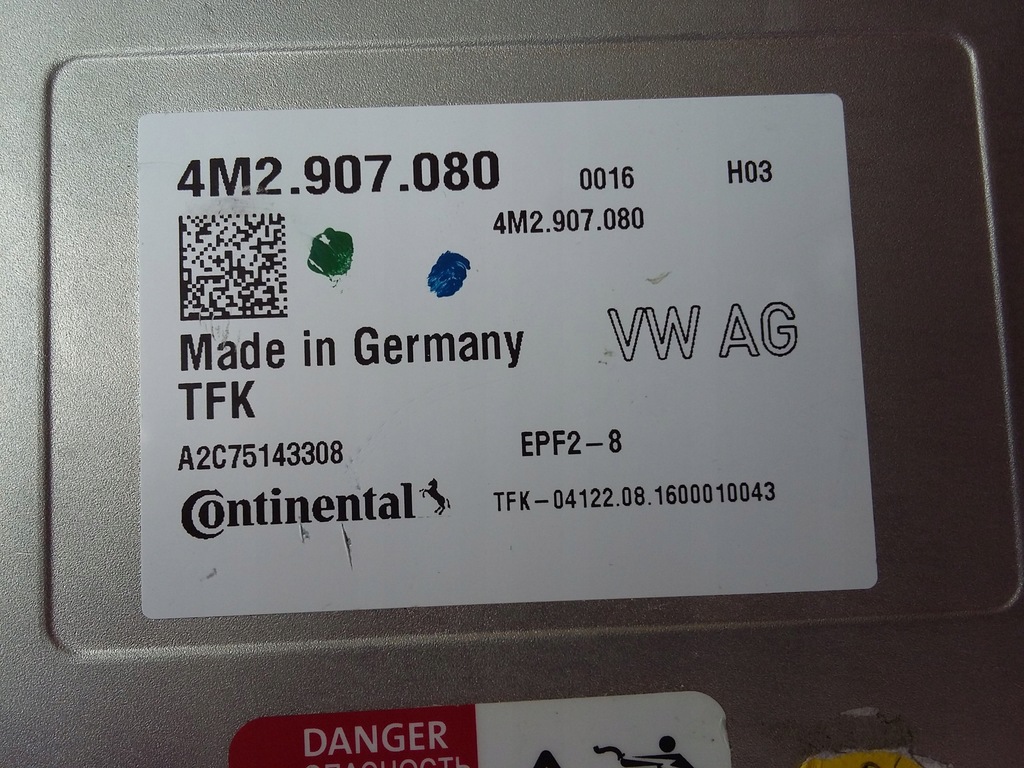 4M2.907.080 0016 H03
4M2.907.080
VW AG
Made in Germany
TFK
A2C75143308 EPF2-8
Continental TFK-04122.08.1600010043
DANGER
ОПАСНОСТЬ